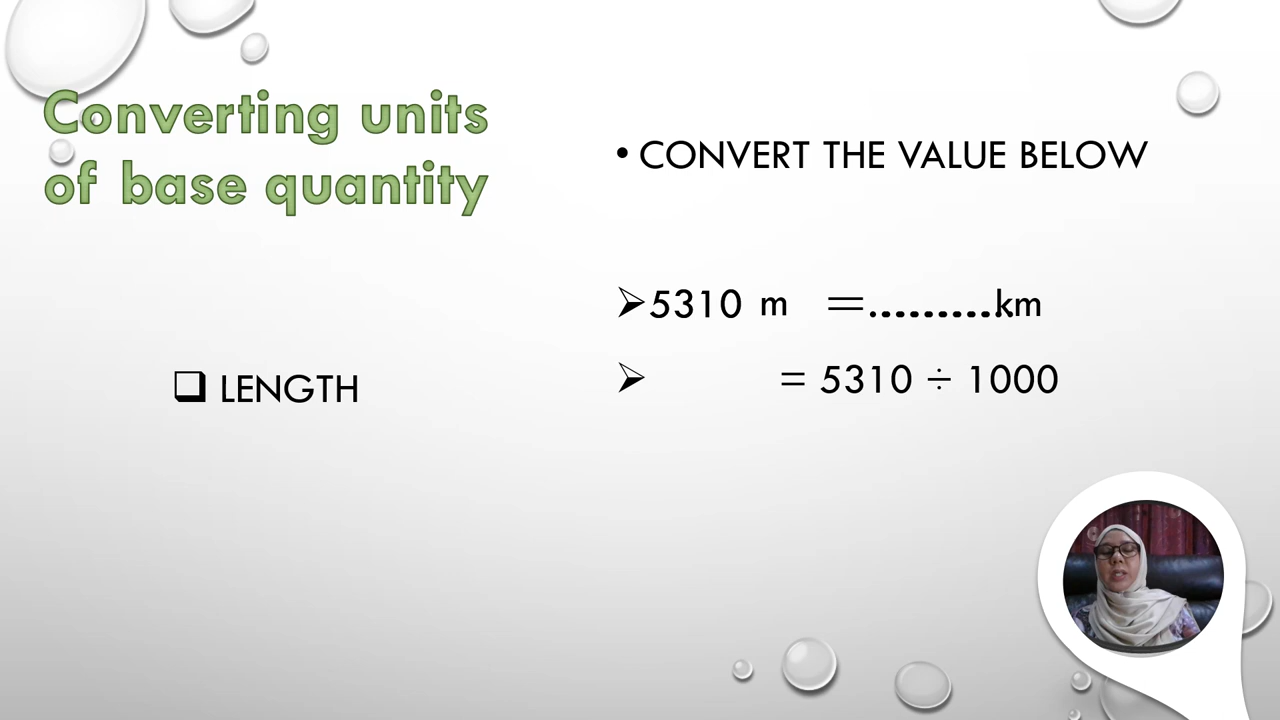 Converting units
of base quantity
• CONVERT THE VALUE BELOW
➢5310 m =..........km
➢ = 5310 ÷ 1000
❑ LENGTH